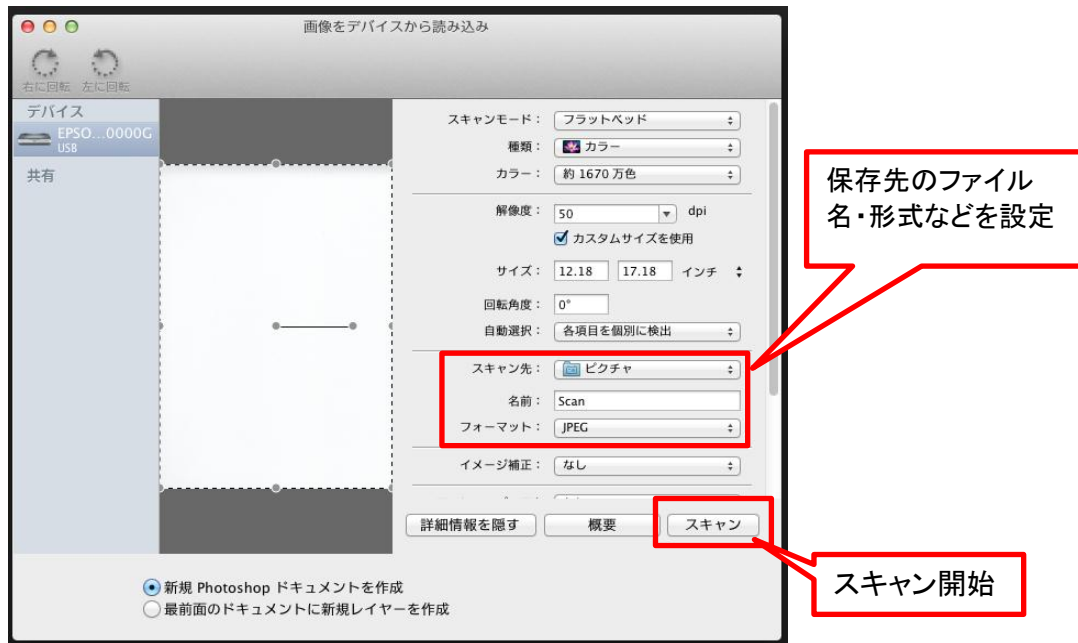 画像をデバイスから読み込み
右に回転 左に回転
デバイス
EPSO...0000G
USB
共有
スキャンモード： フラットベッド
種類： カラー
カラー： 約 1670 万色
解像度： 50 dpi
カスタムサイズを使用
サイズ： 12.18 17.18 インチ
回転角度： 0°
自動選択： 各項目を個別に検出
スキャン先： ピクチャ
名前： Scan
フォーマット： JPEG
イメージ補正： なし
詳細情報を隠す 概要 スキャン
新規 Photoshop ドキュメントを作成
最前面のドキュメントに新規レイヤーを作成
保存先のファイル
名・形式などを設定
スキャン開始